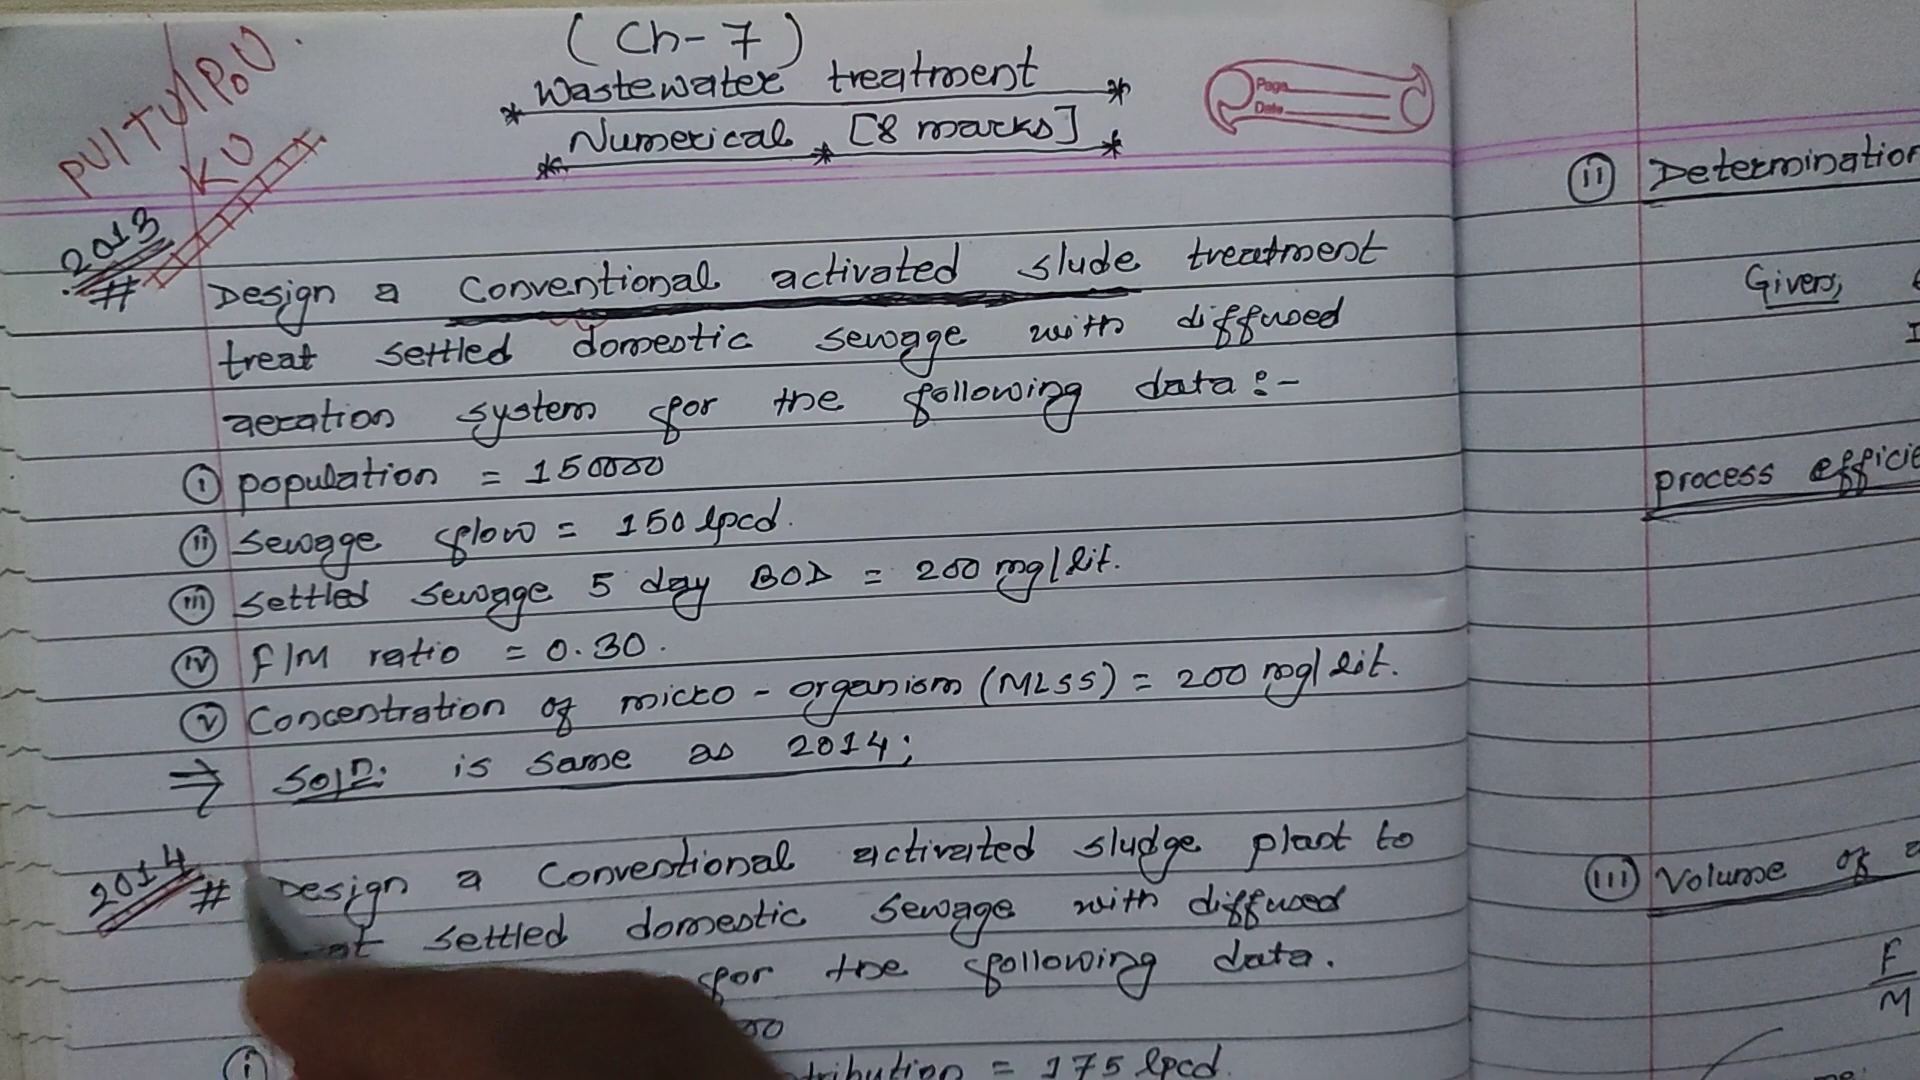 (Ch-7)
PU/TU/PoU
KU
Wastewater treatment
Numerical [8 marks]
Page
Date
2013
# Design a conventional activated slude treatment
treat settled domestic sewage with diffused
aeration system for the following data:-
(i) population = 150000
(ii) sewage flow = 150 lpcd.
(iii) settled sewage 5 day BOD = 200 mg/lit.
(iv) F/M ratio = 0.30.
(v) Concentration of micro-organism (MLSS) = 200 mg/lit.
⇒ Soln: is same as 2014;
2014
# Design a conventional activated sludge plant to
settled domestic sewage with diffused
for the following data.
(i)
= 175 lpcd.
(ii) Determination
Given,
process
(iii) Volume of
F
M